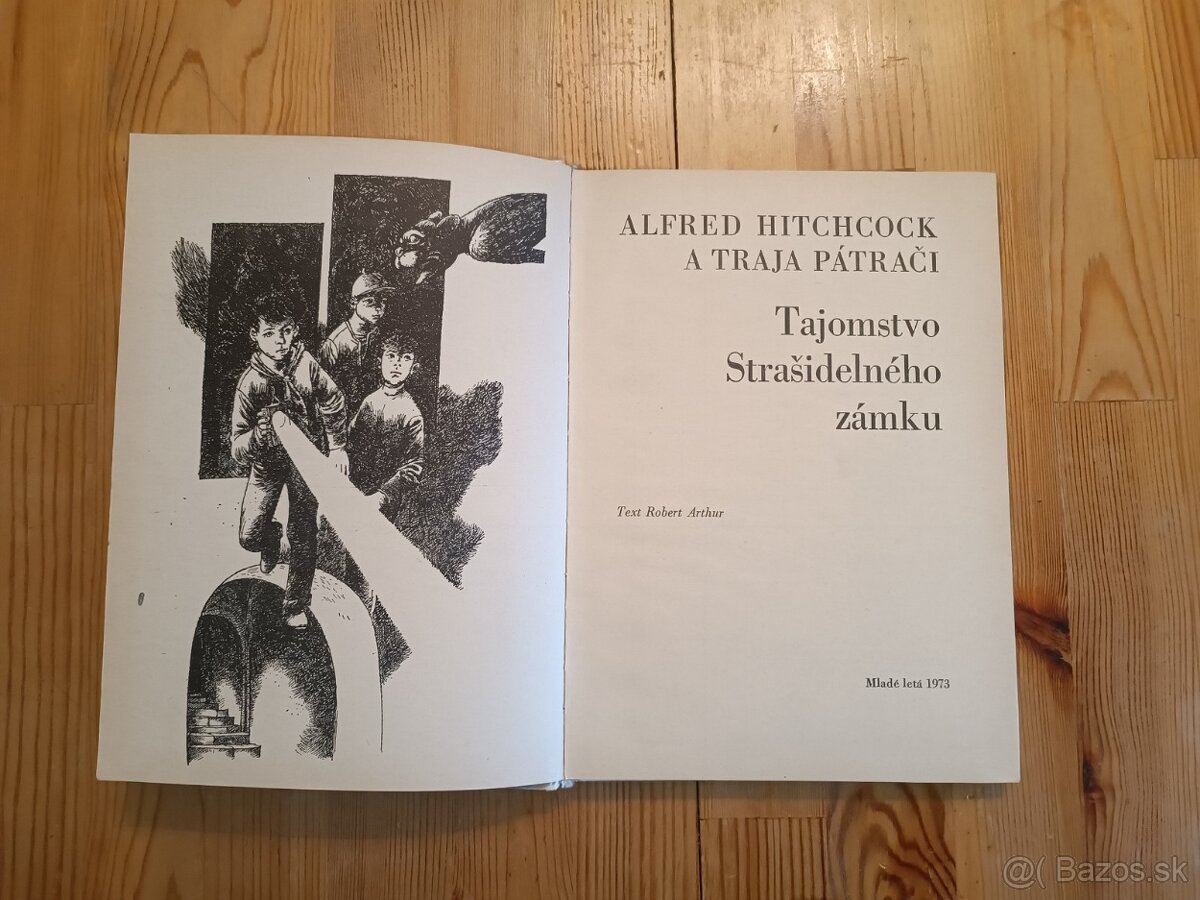 ALFRED HITCHCOCK
A TRAJA PÁTRAČI
Tajomstvo
Strašidelného
zámku
Text Robert Arthur
Mladé letá 1973
@( Bazos.sk